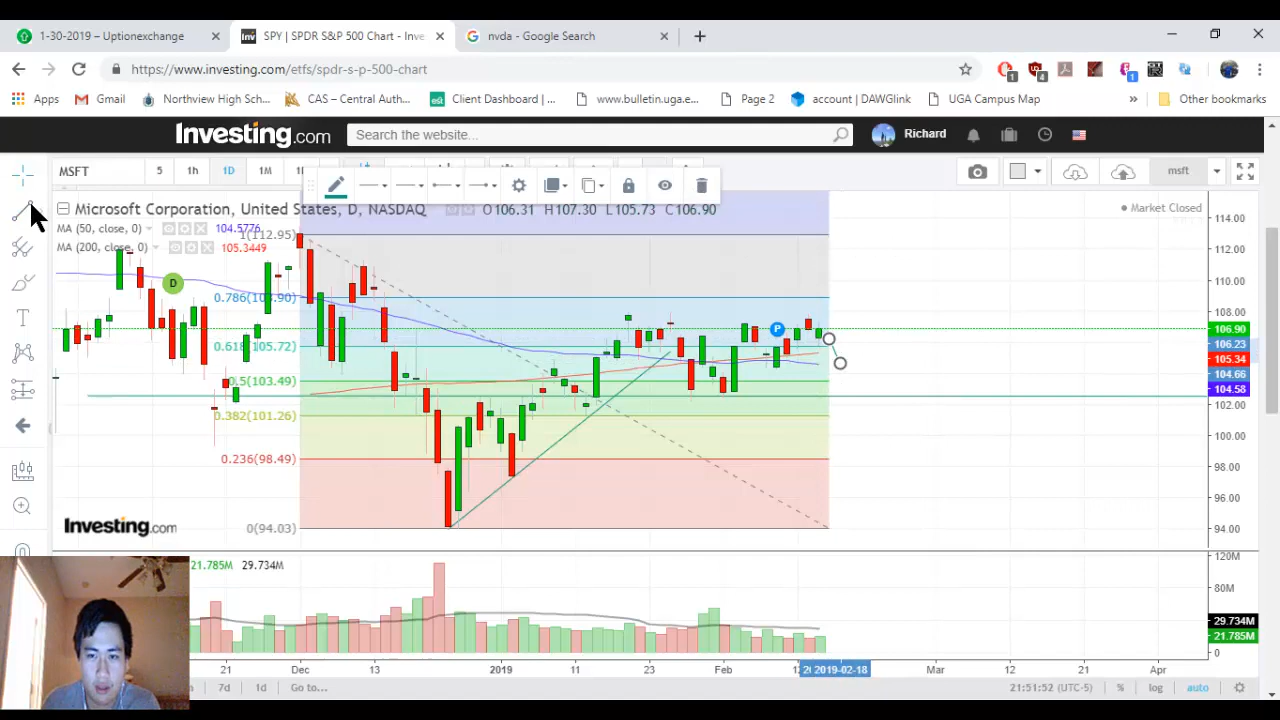 1-30-2019 – Uptionexchange
SPY | SPDR S&P 500 Chart - Inve
nvda - Google Search
https://www.investing.com/etfs/spdr-s-p-500-chart
Apps
Gmail
Northview High Sch...
CAS – Central Auth...
Client Dashboard | ...
www.bulletin.uga.e...
Page 2
account | DAWGlink
UGA Campus Map
Other bookmarks
Investing.com
Search the website...
Richard
MSFT
5
1h
1D
1M
msft
Microsoft Corporation, United States, D, NASDAQ
O106.31 H107.30 L105.73 C106.90
Market Closed
MA (50, close, 0)
104.5776
MA (200, close, 0)
105.3449
1(112.95)
D
0.5(103.49)
0.382(101.26)
0.236(98.49)
0(94.03)
P
114.00
112.00
110.00
108.00
106.90
106.23
105.34
104.66
104.58
102.00
100.00
98.00
96.00
94.00
Investing.com
21.785M 29.734M
120M
80M
29.734M
21.785M
0
21
Dec
13
2019
11
23
Feb
2019-02-18
Mar
12
21
Apr
7d
1d
Go to...
21:51:52 (UTC-5)
%
log
auto